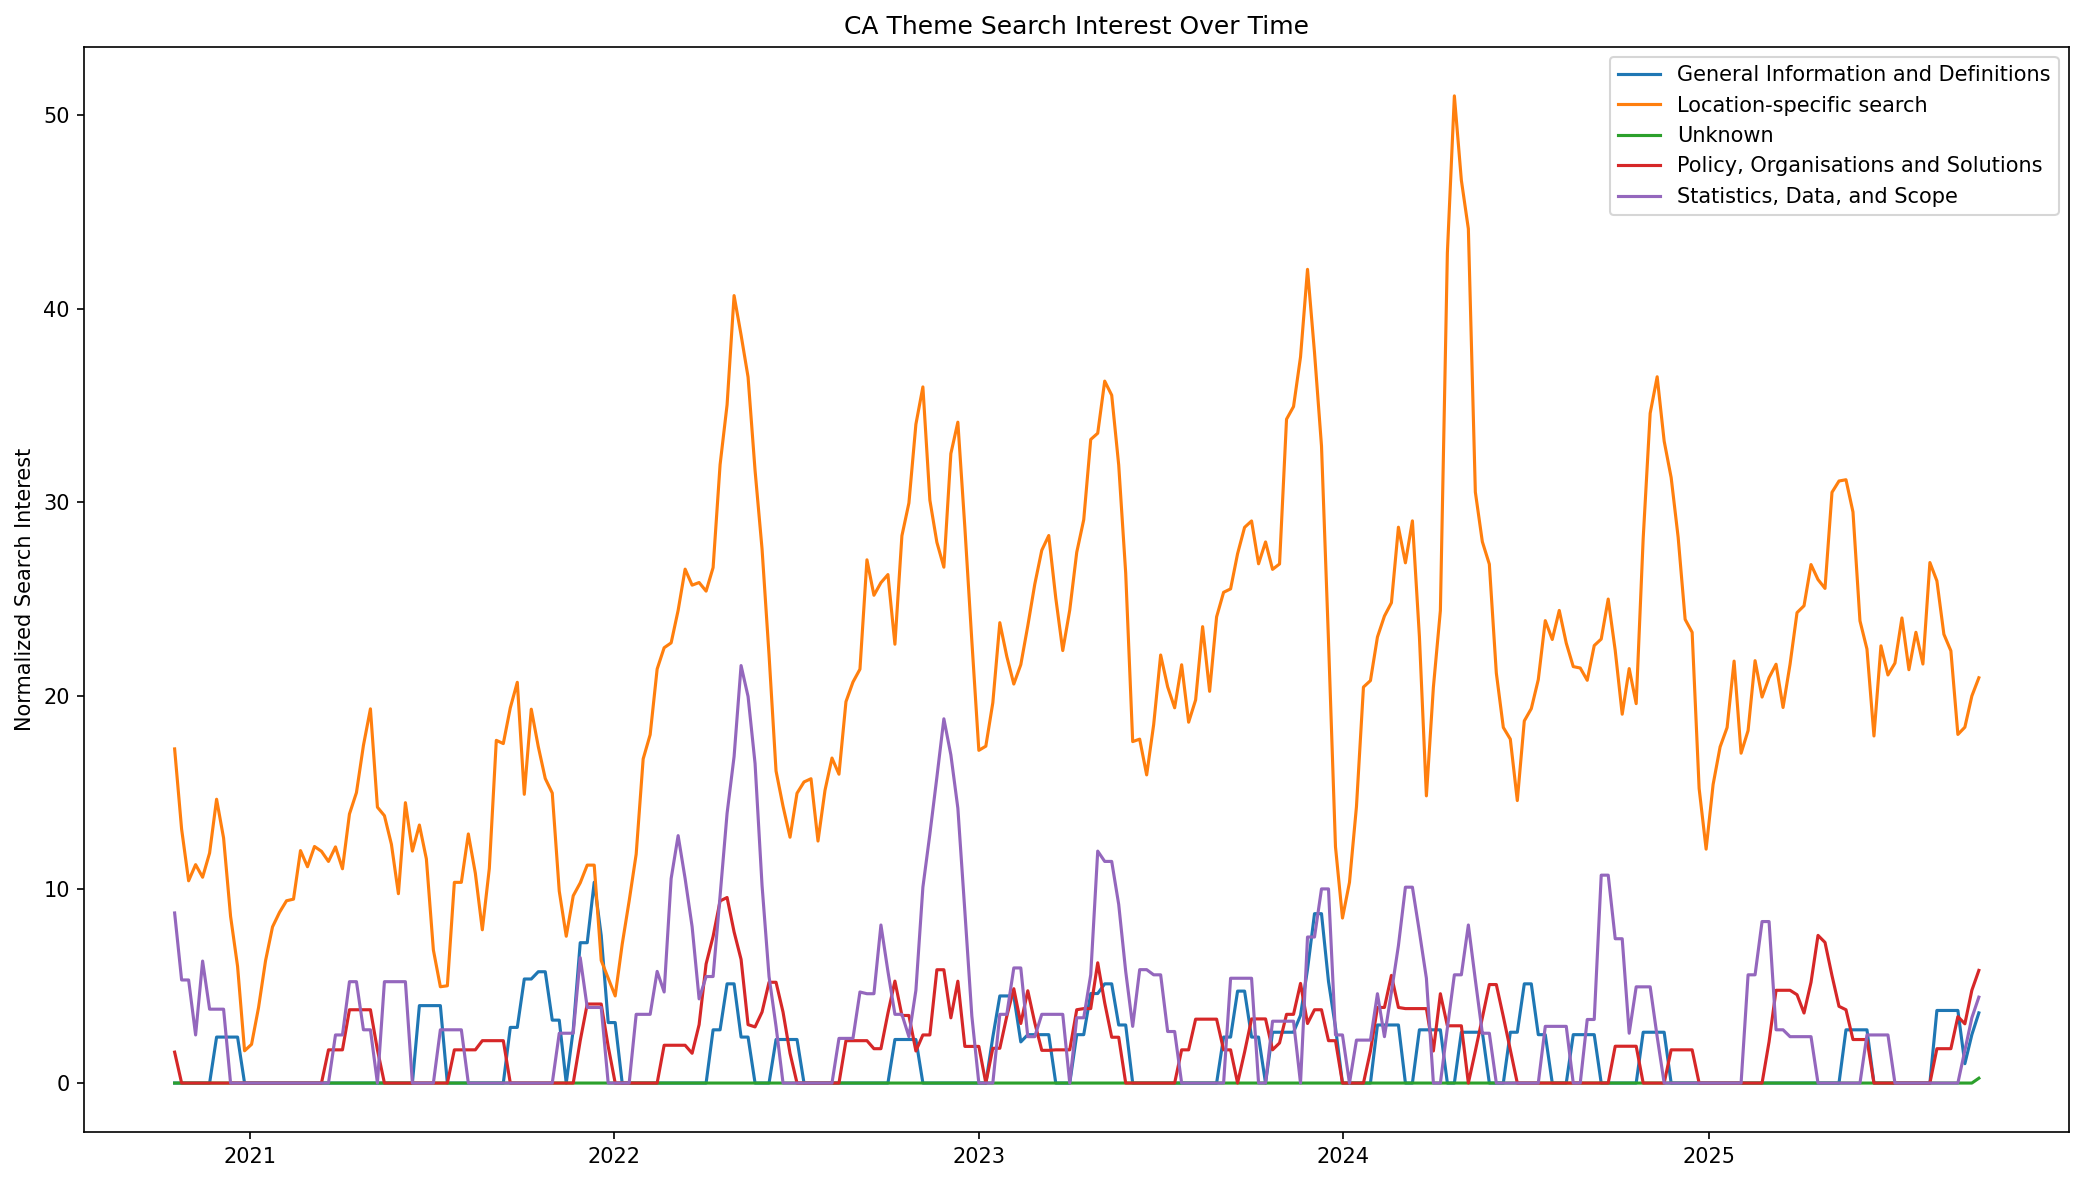 CA Theme Search Interest Over Time
General Information and Definitions
Location-specific search
Unknown
Policy, Organisations and Solutions
Statistics, Data, and Scope
Normalized Search Interest
50
40
30
20
10
0
2021
2022
2023
2024
2025